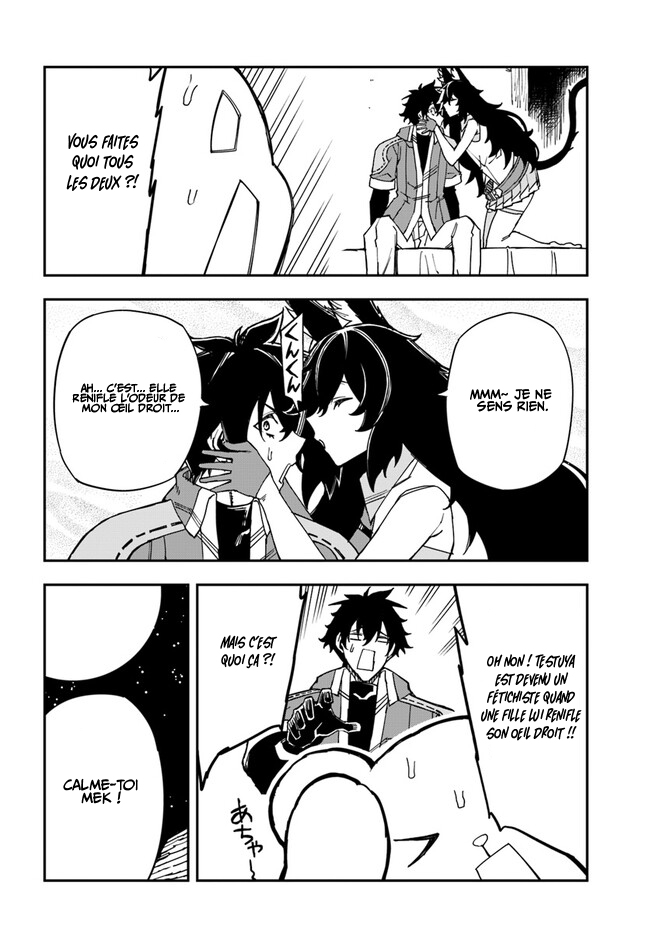 VOUS FAITES
QUOI TOUS
LES DEUX ?!
MMM~ JE NE
SENS RIEN.
くんくん
AH... C'EST... ELLE
RENIFLE L'ODEUR DE
MON ŒIL DROIT...
MAIS C'EST
QUOI ÇA ?!
OH NON ! TESTUYA
EST DEVENU UN
FÉTICHISTE QUAND
UNE FILLE LUI RENIFLE
SON OEIL DROIT !!
あちゃ〜
CALME-TOI
MEK !